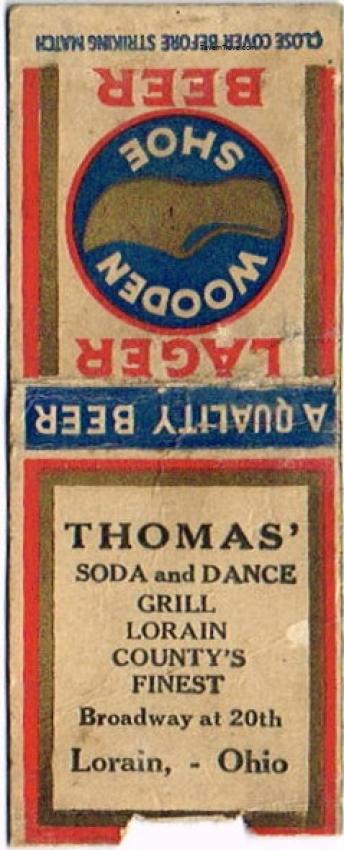 CLOSE COVER BEFORE STRIKING MATCH
LAGER
WOODEN
SHOE
BEER
A QUALITY BEER
THOMAS'
SODA and DANCE
GRILL
LORAIN
COUNTY'S
FINEST
Broadway at 20th
Lorain, - Ohio